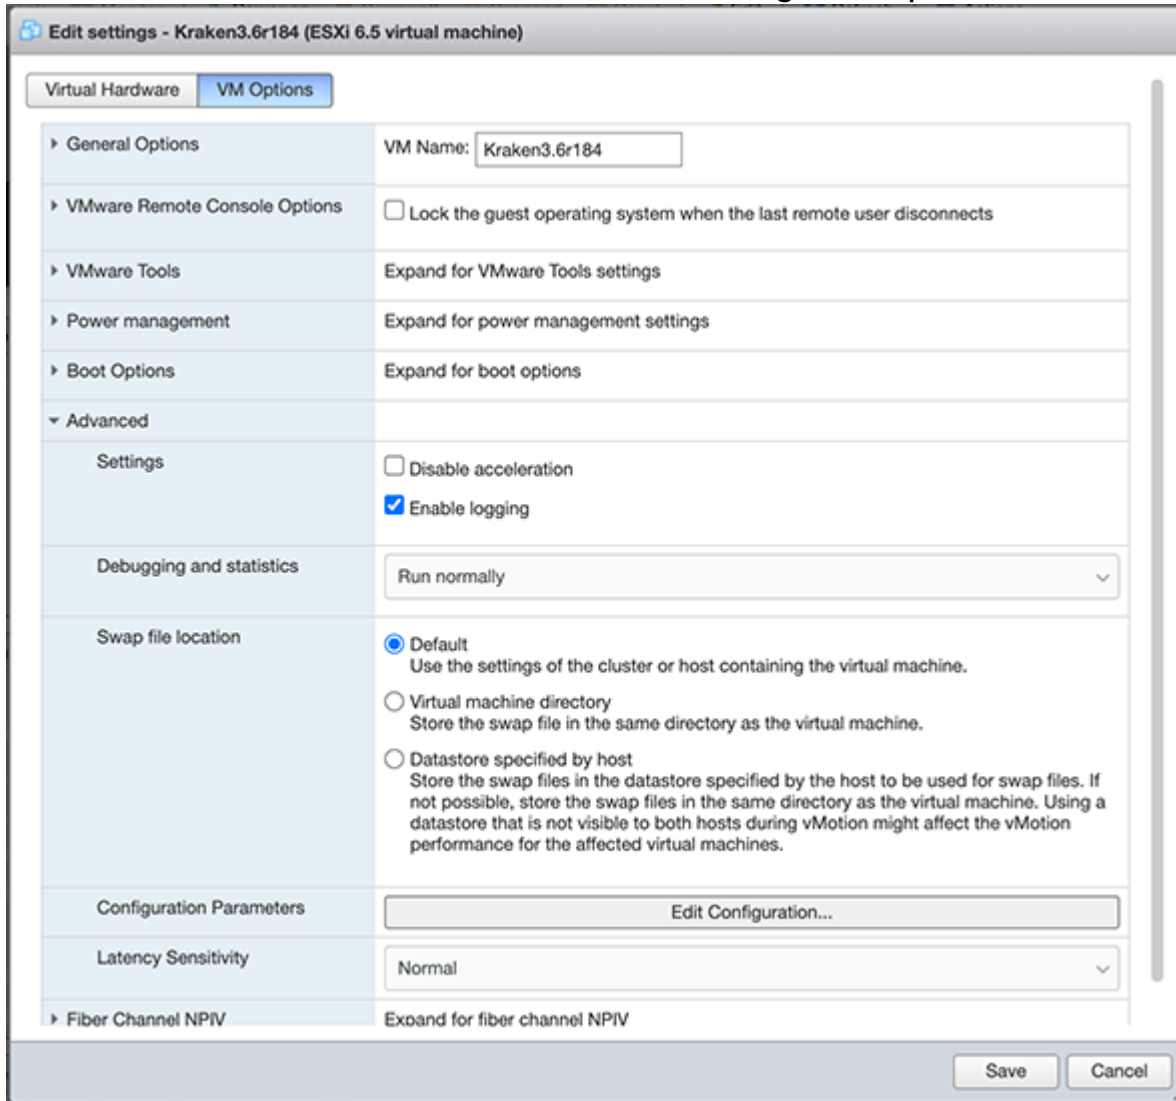 Edit settings - Kraken3.6r184 (ESXi 6.5 virtual machine)
Virtual Hardware VM Options
General Options VM Name: Kraken3.6r184
VMware Remote Console Options Lock the guest operating system when the last remote user disconnects
VMware Tools Expand for VMware Tools settings
Power management Expand for power management settings
Boot Options Expand for boot options
Advanced
Settings Disable acceleration
Enable logging
Debugging and statistics Run normally
Swap file location Default
Use the settings of the cluster or host containing the virtual machine.
Virtual machine directory
Store the swap file in the same directory as the virtual machine.
Datastore specified by host
Store the swap files in the datastore specified by the host to be used for swap files. If
not possible, store the swap files in the same directory as the virtual machine. Using a
datastore that is not visible to both hosts during vMotion might affect the vMotion
performance for the affected virtual machines.
Configuration Parameters Edit Configuration...
Latency Sensitivity Normal
Fiber Channel NPIV Expand for fiber channel NPIV
Save Cancel